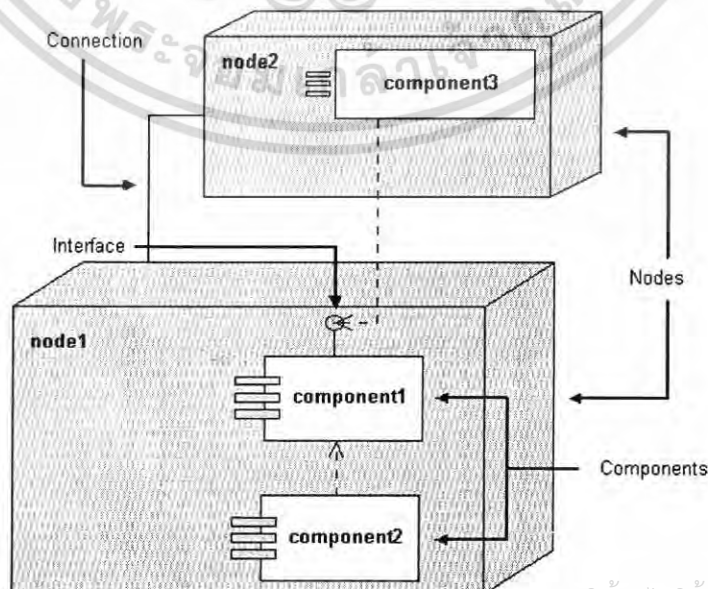 Connection
node2
component3
Interface
Nodes
node1
component1
Components
component2